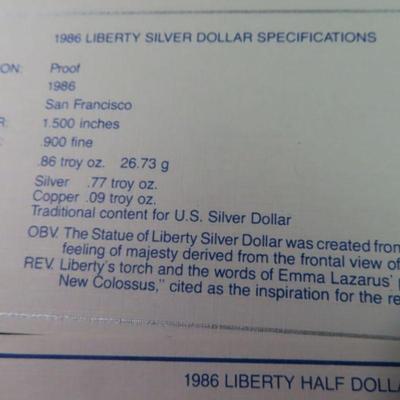 1986 LIBERTY SILVER DOLLAR SPECIFICATIONS
ON: Proof
1986
San Francisco
R: 1.500 inches
.900 fine
.86 troy oz. 26.73 g
Silver .77 troy oz.
Copper .09 troy oz.
Traditional content for U.S. Silver Dollar
OBV. The Statue of Liberty Silver Dollar was created from
feeling of majesty derived from the frontal view of
REV. Liberty's torch and the words of Emma Lazarus'
New Colossus," cited as the inspiration for the re
1986 LIBERTY HALF DOLLA